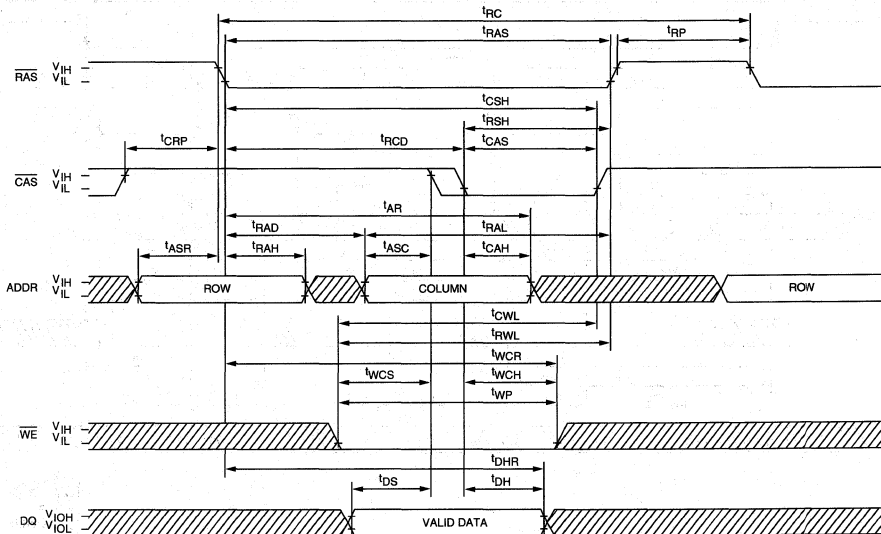 tRC
tRAS
tRP
RAS VIH
VIL
tCSH
tRSH
tCRP tRCD tCAS
CAS VIH
VIL
tAR
tRAD tRAL
tASR tRAH tASC tCAH
ADDR VIH
VIL
ROW COLUMN ROW
tCWL
tRWL
tWCR
tWCS tWCH
tWP
WE VIH
VIL
tDHR
tDS tDH
DQ VIOH
VIOL
VALID DATA